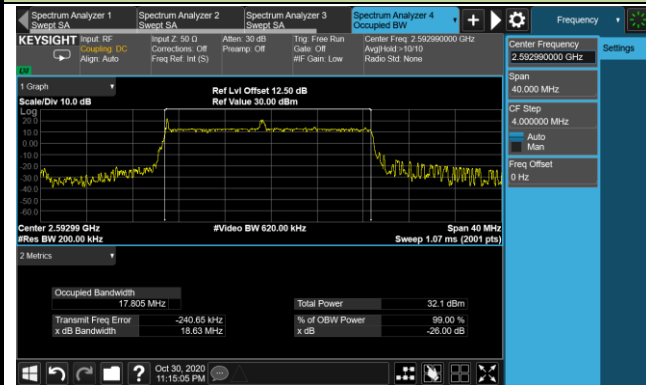 Spectrum Analyzer 1
Swept SA
Spectrum Analyzer 2
Swept SA
Spectrum Analyzer 3
Swept SA
Spectrum Analyzer 4
Occupied BW
Frequency
KEYSIGHT
Input: RF
Coupling: DC
Align: Auto
Input Z: 50 Ω
Corrections: Off
Freq Ref: Int (S)
Atten: 30 dB
Preamp: Off
Trig: Free Run
Gate: Off
#IF Gain: Low
Center Freq: 2.592990000 GHz
Avg|Hold:>10/10
Radio Std: None
1 Graph
Scale/Div 10.0 dB
Ref Lvl Offset 12.50 dB
Ref Value 30.00 dBm
Log
20.0
10.0
0.00
-10.0
-20.0
-30.0
-40.0
-50.0
-60.0
Center 2.59299 GHz
#Res BW 200.00 kHz
#Video BW 620.00 kHz
Span 40 MHz
Sweep 1.07 ms (2001 pts)
2 Metrics
Occupied Bandwidth
17.805 MHz
Total Power 32.1 dBm
Transmit Freq Error -240.65 kHz
% of OBW Power 99.00 %
x dB Bandwidth 18.63 MHz
x dB -26.00 dB
Center Frequency
2.592990000 GHz
Settings
Span
40.000 MHz
CF Step
4.000000 MHz
Auto
Man
Freq Offset
0 Hz
?
Oct 30, 2020
11:15:05 PM